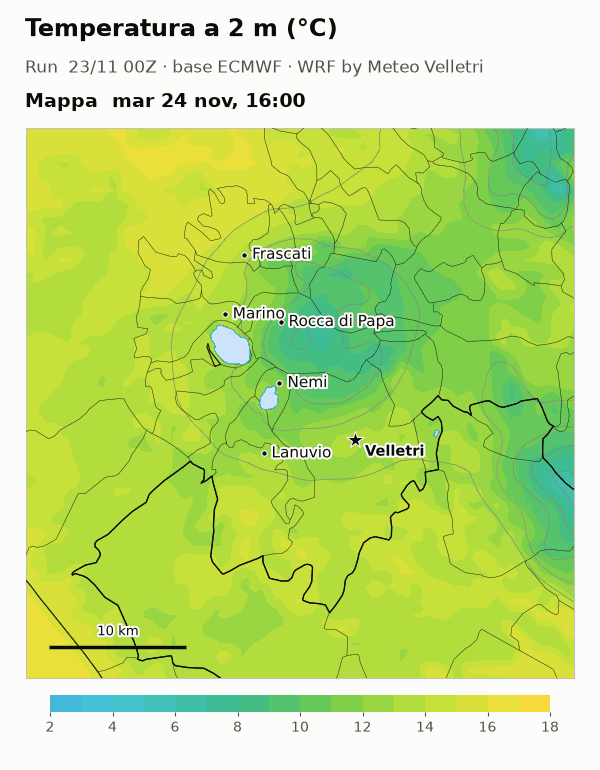 Temperatura a 2 m (°C)
Run  23/11 00Z · base ECMWF · WRF by Meteo Velletri
Mappa  mar 24 nov, 16:00
Frascati
Marino
Rocca di Papa
Nemi
Velletri
Lanuvio
10 km
2 4 6 8 10 12 14 16 18